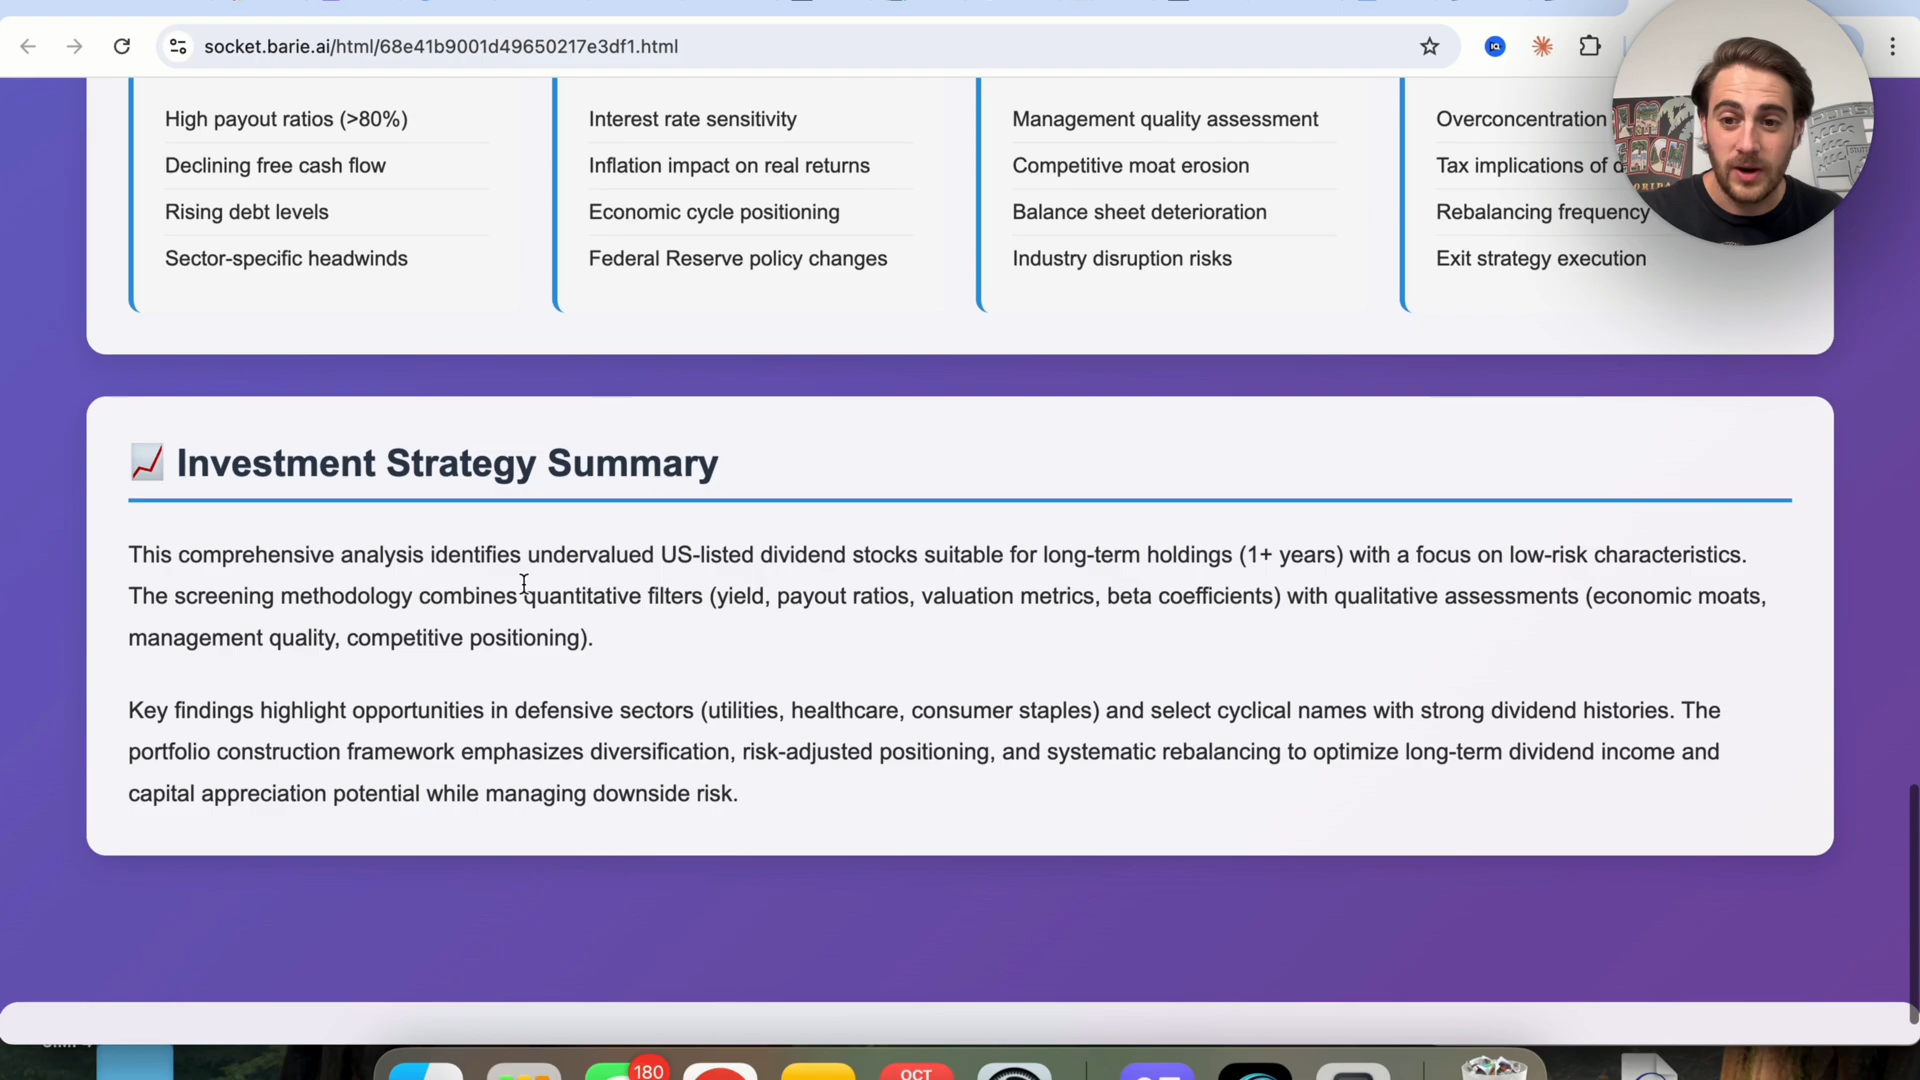 socket.barie.ai/html/68e41b9001d49650217e3df1.html
High payout ratios (>80%)
Declining free cash flow
Rising debt levels
Sector-specific headwinds
Interest rate sensitivity
Inflation impact on real returns
Economic cycle positioning
Federal Reserve policy changes
Management quality assessment
Competitive moat erosion
Balance sheet deterioration
Industry disruption risks
Overconcentration
Tax implications of
Rebalancing frequency
Exit strategy execution
Investment Strategy Summary
This comprehensive analysis identifies undervalued US-listed dividend stocks suitable for long-term holdings (1+ years) with a focus on low-risk characteristics.
The screening methodology combines quantitative filters (yield, payout ratios, valuation metrics, beta coefficients) with qualitative assessments (economic moats,
management quality, competitive positioning).
Key findings highlight opportunities in defensive sectors (utilities, healthcare, consumer staples) and select cyclical names with strong dividend histories. The
portfolio construction framework emphasizes diversification, risk-adjusted positioning, and systematic rebalancing to optimize long-term dividend income and
capital appreciation potential while managing downside risk.
180
OCT